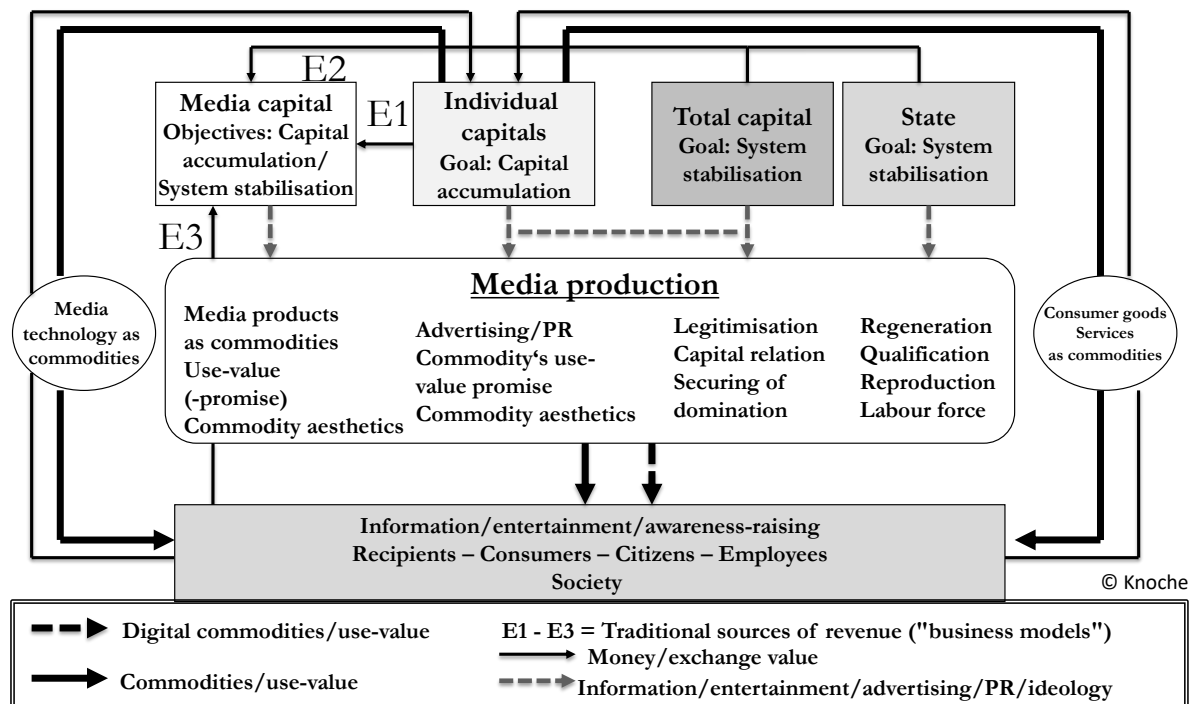 E2
Media capital
Objectives: Capital
accumulation/
System stabilisation
E1
Individual
capitals
Goal: Capital
accumulation
Total capital
Goal: System
stabilisation
State
Goal: System
stabilisation
E3
Media
technology as
commodities
Media production
Media products
as commodities
Use-value
(-promise)
Commodity aesthetics
Advertising/PR
Commodity‘s use-
value promise
Commodity aesthetics
Legitimisation
Capital relation
Securing of
domination
Regeneration
Qualification
Reproduction
Labour force
Consumer goods
Services
as commodities
Information/entertainment/awareness-raising
Recipients – Consumers – Citizens – Employees
Society
© Knoche
Digital commodities/use-value
E1 - E3 = Traditional sources of revenue ("business models")
Money/exchange value
Commodities/use-value
Information/entertainment/advertising/PR/ideology